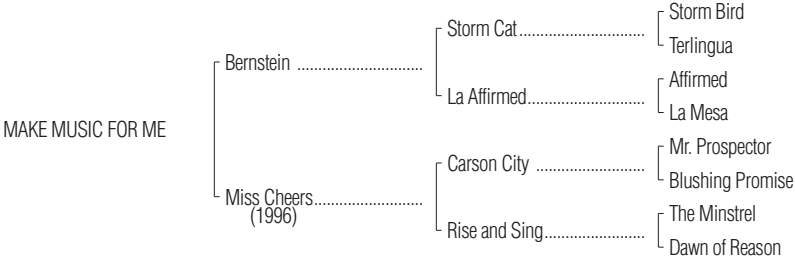 Storm Bird
Storm Cat..............................
Terlingua
Bernstein ..............................
Affirmed
La Affirmed............................
La Mesa
MAKE MUSIC FOR ME
Mr. Prospector
Carson City ..........................
Blushing Promise
Miss Cheers..........................
(1996)
The Minstrel
Rise and Sing........................
Dawn of Reason